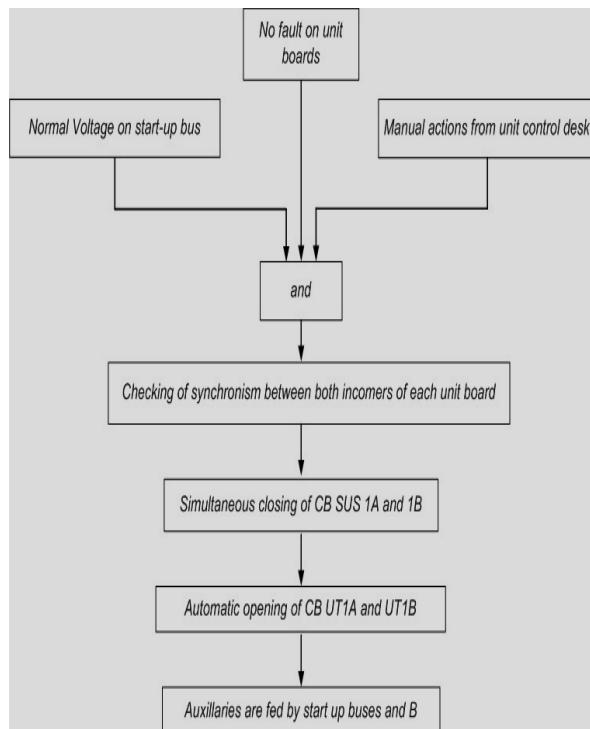 No fault on unit
boards
Normal Voltage on start-up bus
Manual actions from unit control desk
and
Checking of synchronism between both incomers of each unit board
Simultaneous closing of CB SUS 1A and 1B
Automatic opening of CB UT1A and UT1B
Auxillaries are fed by start up buses and B